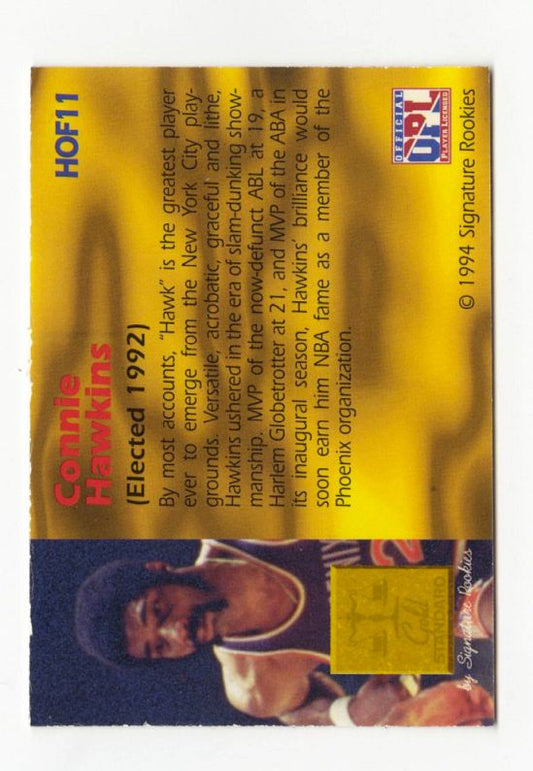 Connie
Hawkins
HOF11
(Elected 1992)
By most accounts, “Hawk” is the greatest player
ever to emerge from the New York City play-
grounds. Versatile, acrobatic, graceful and lithe,
Hawkins ushered in the era of slam-dunking show-
manship. MVP of the now-defunct ABL at 19, a
Harlem Globetrotter at 21, and MVP of the ABA in
its inaugural season, Hawkins’ brilliance would
soon earn him NBA fame as a member of the
Phoenix organization.
OFFICIAL
UPL
PLAYER LICENSED
Gold
STANDARD
by Signature Rookies
© 1994 Signature Rookies